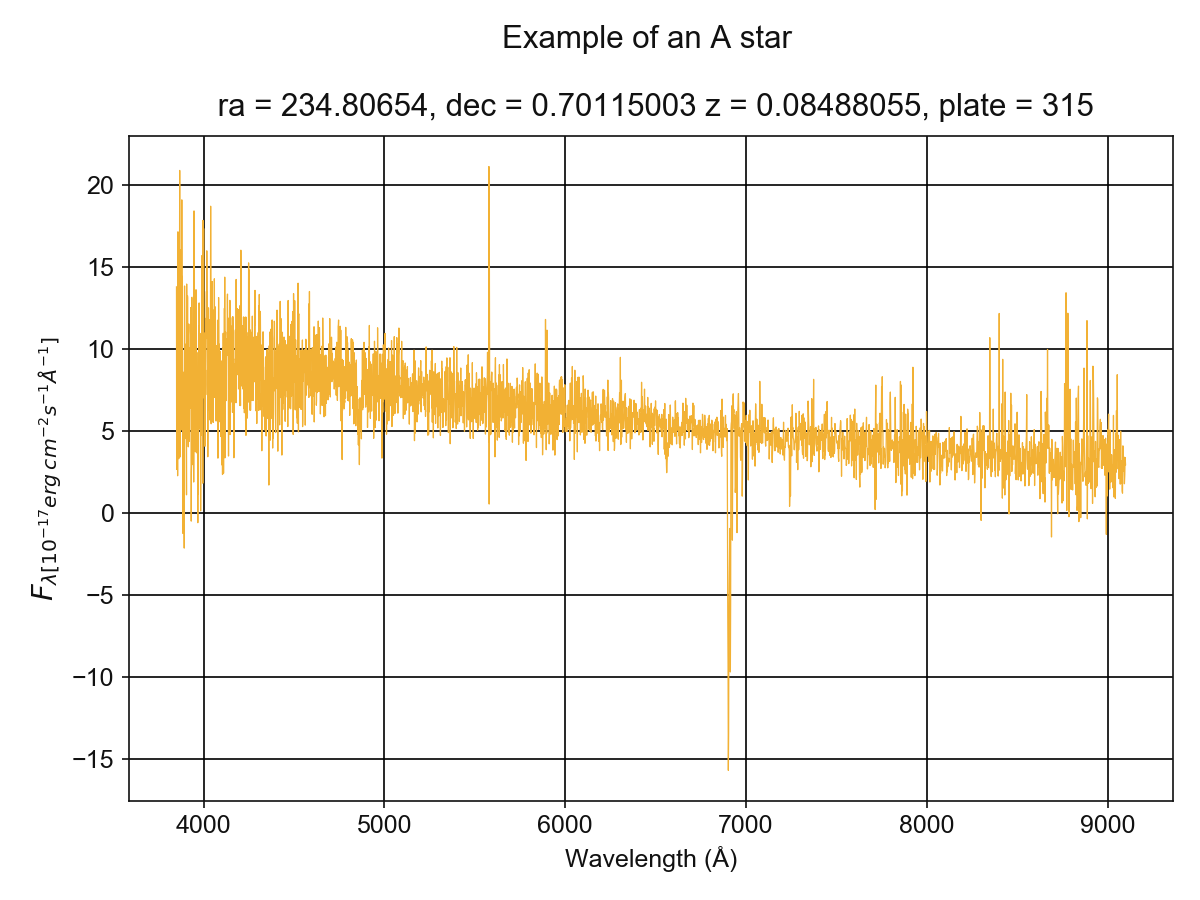 Example of an A star
ra = 234.80654, dec = 0.70115003 z = 0.08488055, plate = 315
20
15
10
5
0
−5
−10
−15
F_{λ[10^{−17}erg cm^{−2}s^{−1}Å^{−1}]}
4000 5000 6000 7000 8000 9000
Wavelength (Å)